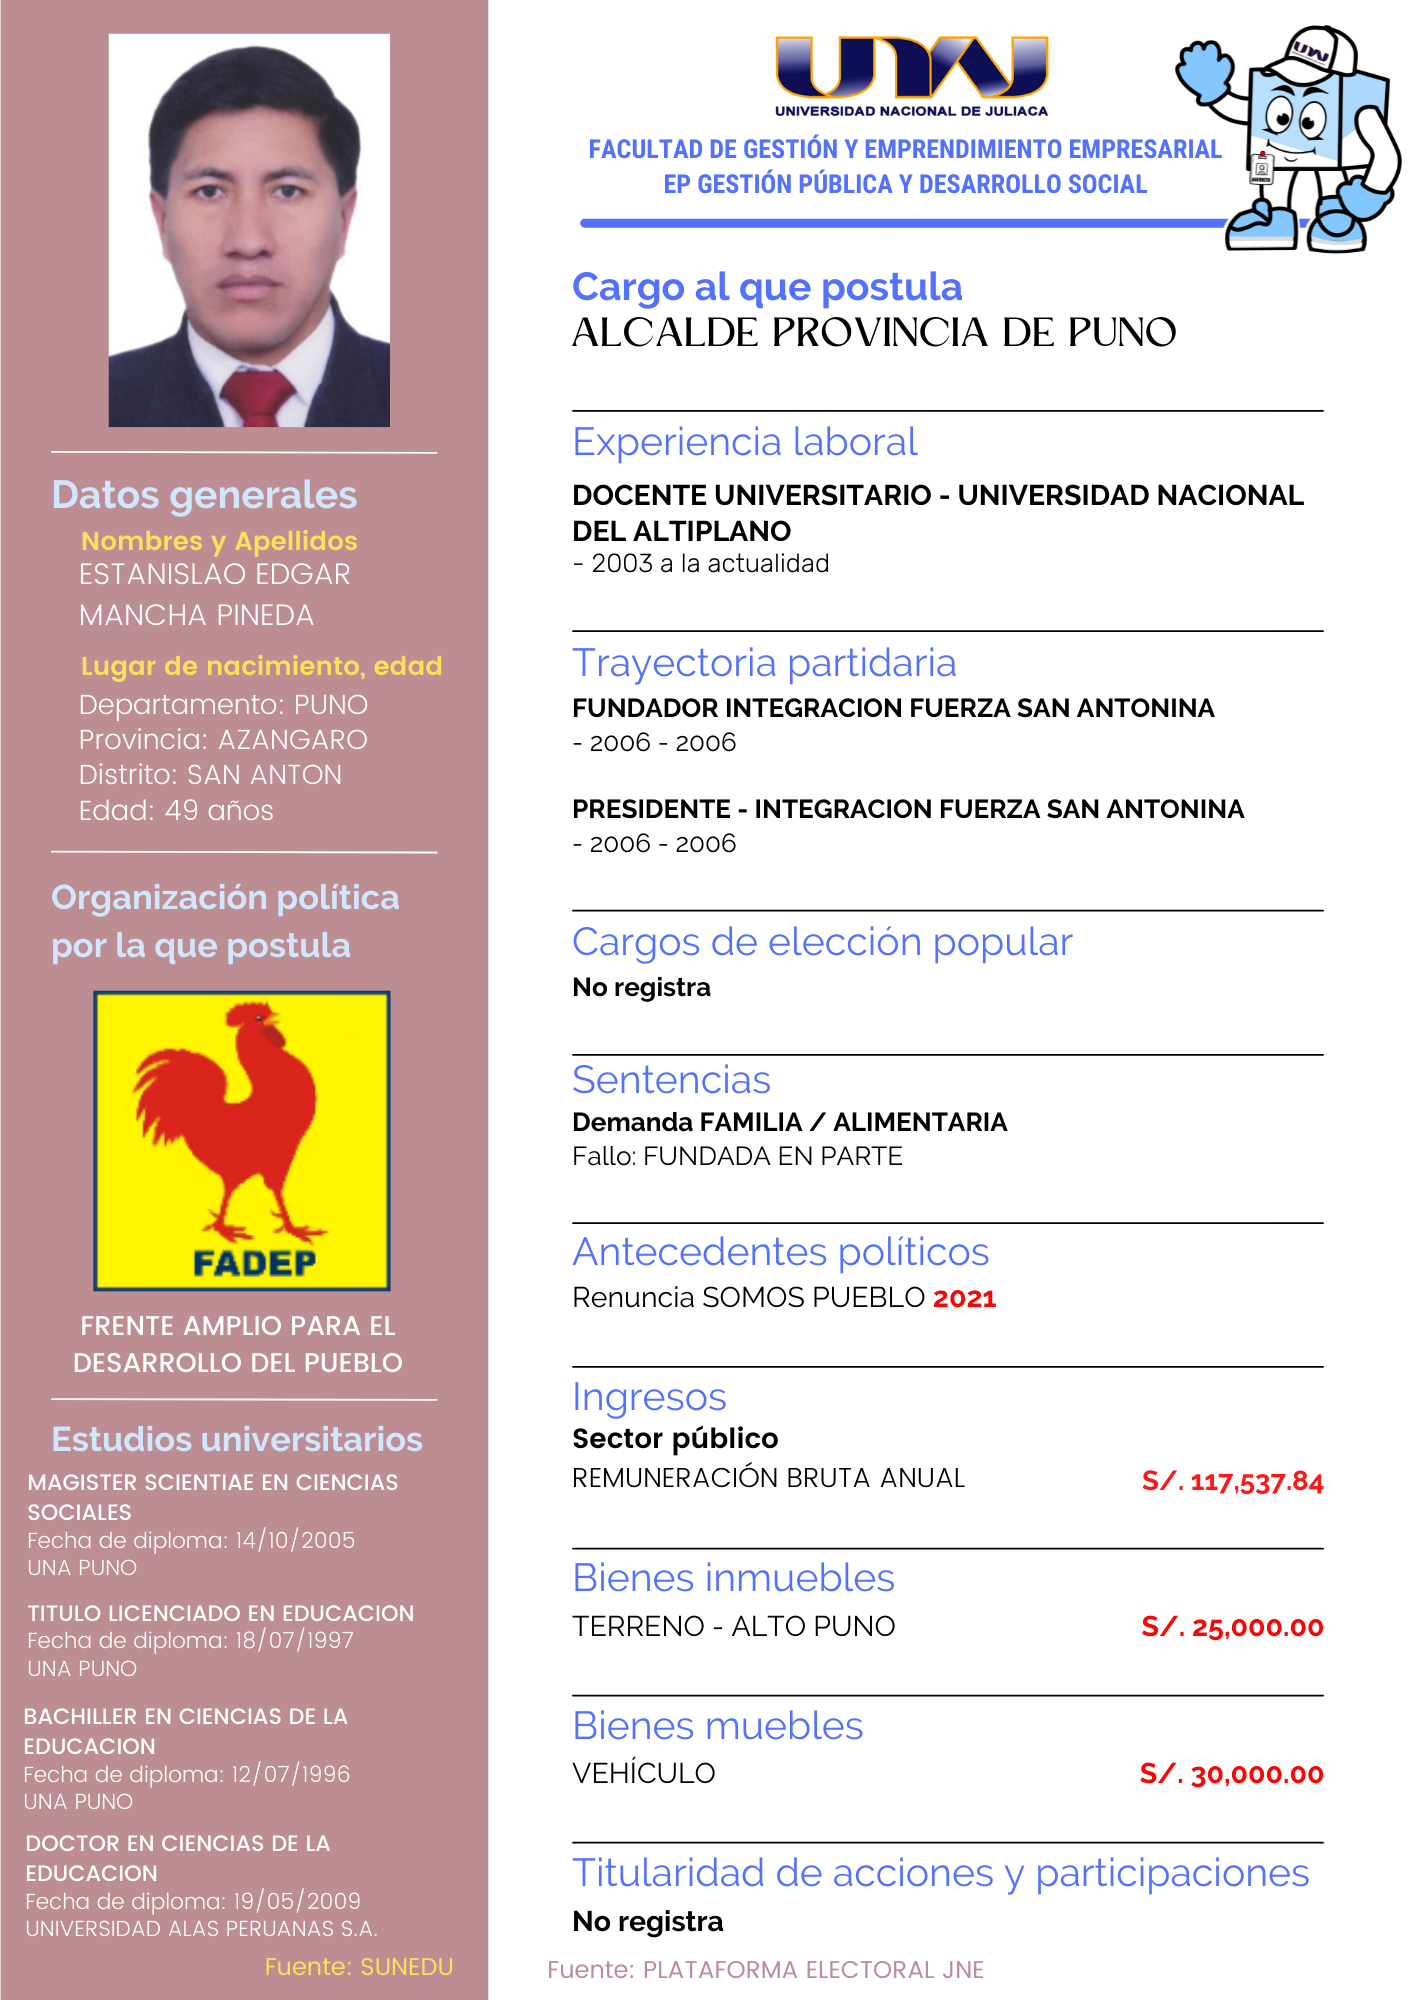 Datos generales
Nombres y Apellidos
ESTANISLAO EDGAR
MANCHA PINEDA
Lugar de nacimiento, edad
Departamento: PUNO
Provincia: AZANGARO
Distrito: SAN ANTON
Edad: 49 años
Organización política
por la que postula
FADEP
FRENTE AMPLIO PARA EL
DESARROLLO DEL PUEBLO
Estudios universitarios
MAGISTER SCIENTIAE EN CIENCIAS
SOCIALES
Fecha de diploma: 14/10/2005
UNA PUNO
TITULO LICENCIADO EN EDUCACION
Fecha de diploma: 18/07/1997
UNA PUNO
BACHILLER EN CIENCIAS DE LA
EDUCACION
Fecha de diploma: 12/07/1996
UNA PUNO
DOCTOR EN CIENCIAS DE LA
EDUCACION
Fecha de diploma: 19/05/2009
UNIVERSIDAD ALAS PERUANAS S.A.
Fuente: SUNEDU
UNAJ
UNIVERSIDAD NACIONAL DE JULIACA
UNAJ
FACULTAD DE GESTIÓN Y EMPRENDIMIENTO EMPRESARIAL
EP GESTIÓN PÚBLICA Y DESARROLLO SOCIAL
Cargo al que postula
ALCALDE PROVINCIA DE PUNO
Experiencia laboral
DOCENTE UNIVERSITARIO - UNIVERSIDAD NACIONAL
DEL ALTIPLANO
- 2003 a la actualidad
Trayectoria partidaria
FUNDADOR INTEGRACION FUERZA SAN ANTONINA
- 2006 - 2006
PRESIDENTE - INTEGRACION FUERZA SAN ANTONINA
- 2006 - 2006
Cargos de elección popular
No registra
Sentencias
Demanda FAMILIA / ALIMENTARIA
Fallo: FUNDADA EN PARTE
Antecedentes políticos
Renuncia SOMOS PUEBLO 2021
Ingresos
Sector público
REMUNERACIÓN BRUTA ANUAL S/. 117,537.84
Bienes inmuebles
TERRENO - ALTO PUNO S/. 25,000.00
Bienes muebles
VEHÍCULO S/. 30,000.00
Titularidad de acciones y participaciones
No registra
Fuente: PLATAFORMA ELECTORAL JNE